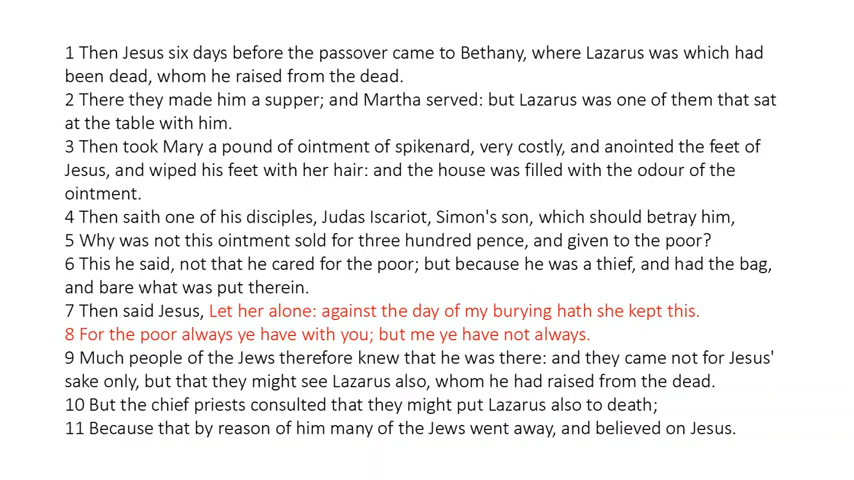 1 Then Jesus six days before the passover came to Bethany, where Lazarus was which had
been dead, whom he raised from the dead.
2 There they made him a supper; and Martha served: but Lazarus was one of them that sat
at the table with him.
3 Then took Mary a pound of ointment of spikenard, very costly, and anointed the feet of
Jesus, and wiped his feet with her hair: and the house was filled with the odour of the
ointment.
4 Then saith one of his disciples, Judas Iscariot, Simon's son, which should betray him,
5 Why was not this ointment sold for three hundred pence, and given to the poor?
6 This he said, not that he cared for the poor; but because he was a thief, and had the bag,
and bare what was put therein.
7 Then said Jesus, Let her alone: against the day of my burying hath she kept this.
8 For the poor always ye have with you; but me ye have not always.
9 Much people of the Jews therefore knew that he was there: and they came not for Jesus'
sake only, but that they might see Lazarus also, whom he had raised from the dead.
10 But the chief priests consulted that they might put Lazarus also to death;
11 Because that by reason of him many of the Jews went away, and believed on Jesus.